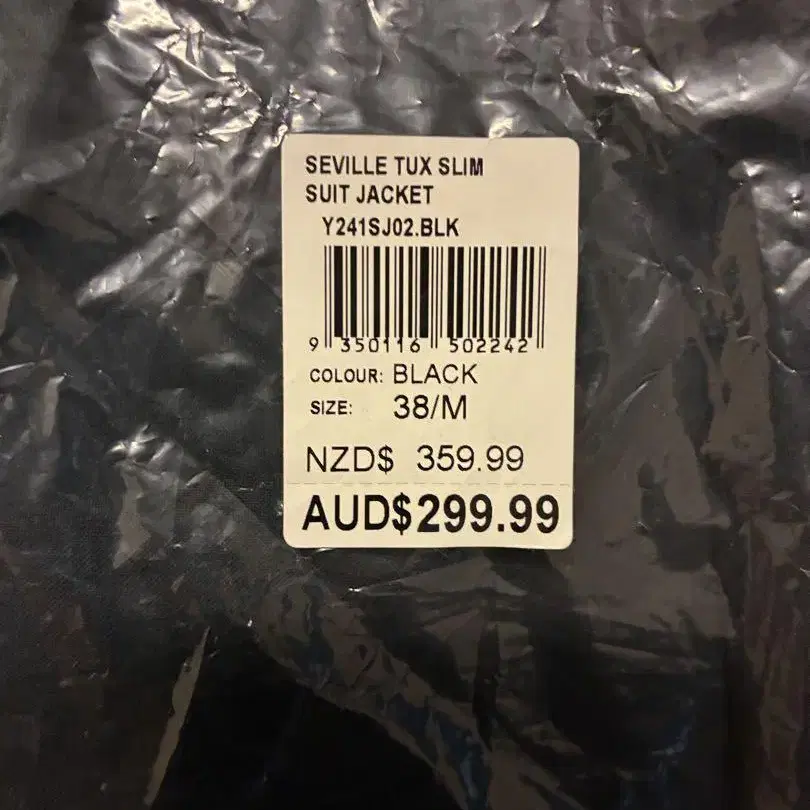 SEVILLE TUX SLIM
SUIT JACKET
Y241SJ02.BLK
9 350116 502242
COLOUR: BLACK
SIZE: 38/M
NZD$ 359.99
AUD$299.99